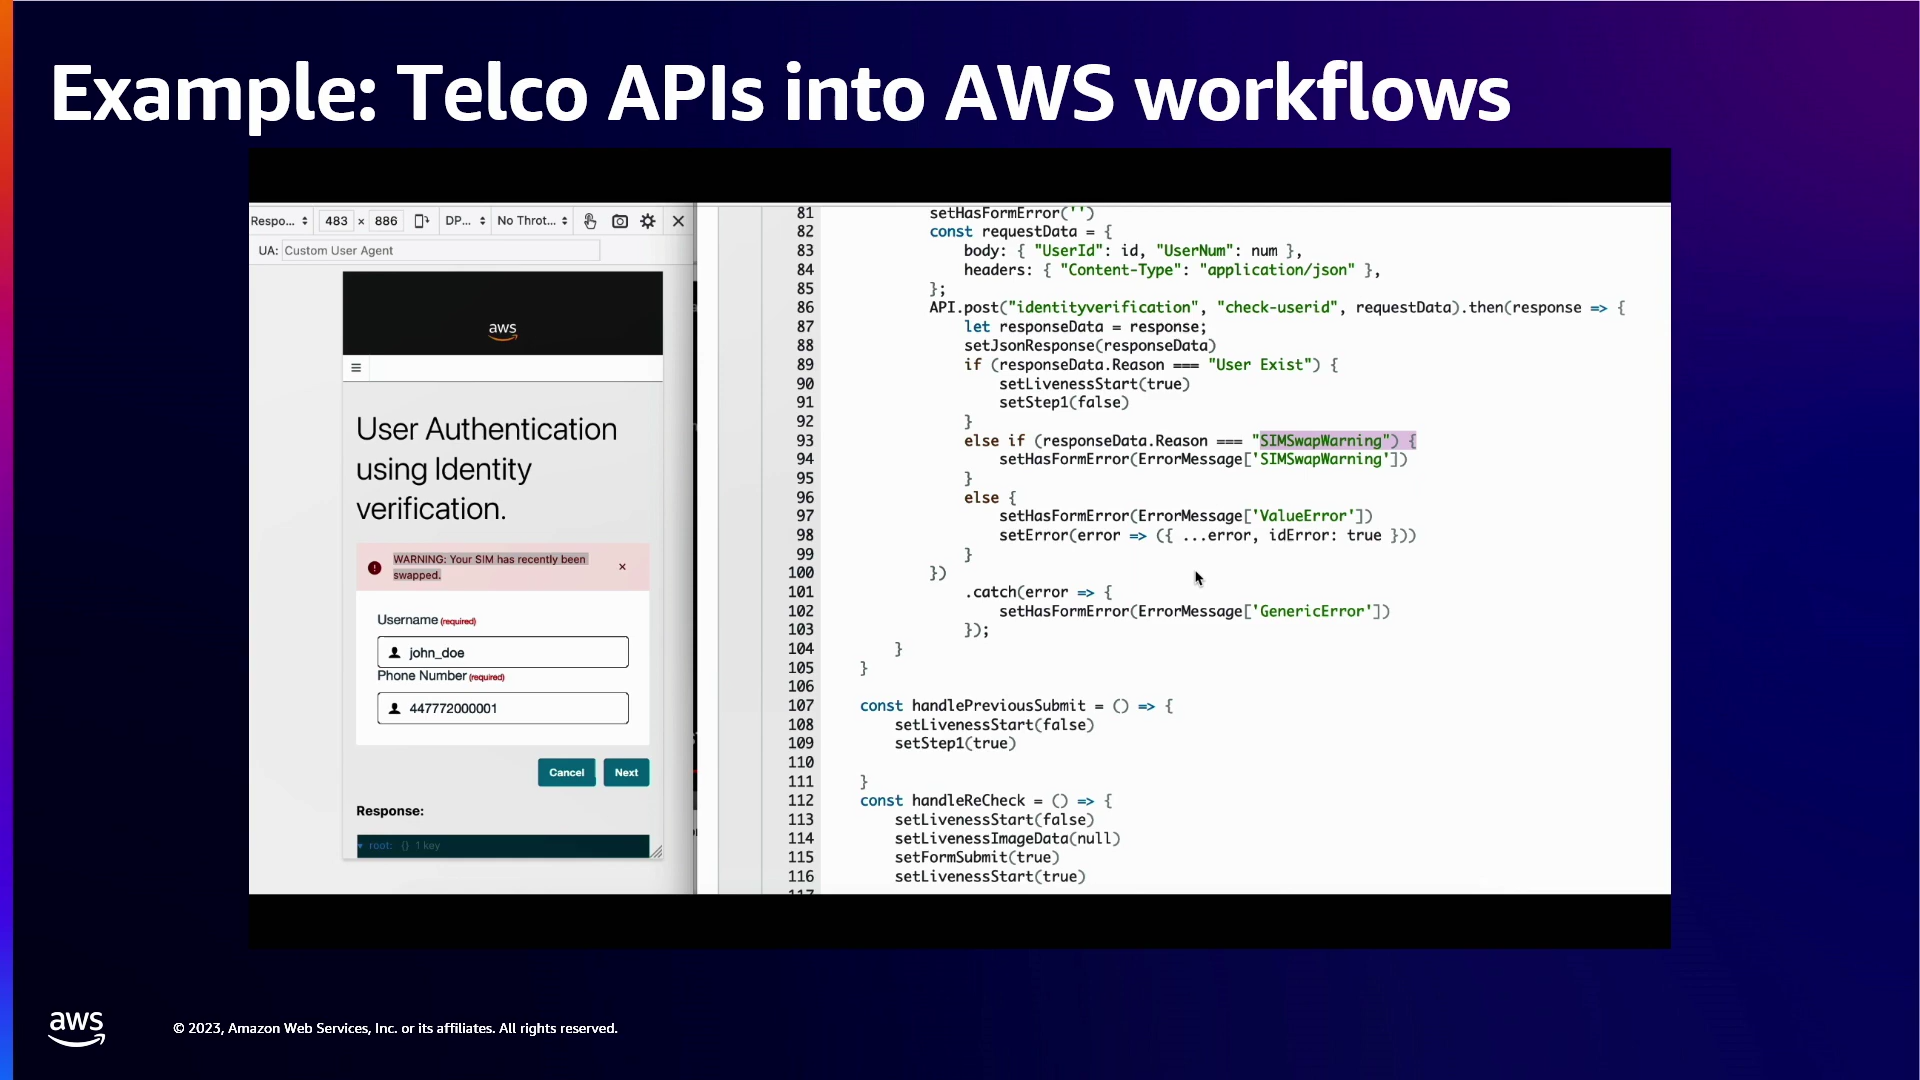 Example: Telco APIs into AWS workflows
Respo... 483 × 886 DP... No Throt...
UA: Custom User Agent
aws
User Authentication
using Identity
verification.
WARNING: Your SIM has recently been
swapped.
Username (required)
john_doe
Phone Number (required)
447772000001
Cancel Next
Response:
root: {} 1 key
81 setHasFormError('')
82 const requestData = {
83 body: { "UserId": id, "UserNum": num },
84 headers: { "Content-Type": "application/json" },
85 };
86 API.post("identityverification", "check-userid", requestData).then(response => {
87 let responseData = response;
88 setJsonResponse(responseData)
89 if (responseData.Reason === "User Exist") {
90 setLivenessStart(true)
91 setStep1(false)
92 }
93 else if (responseData.Reason === "SIMSwapWarning") {
94 setHasFormError(ErrorMessage['SIMSwapWarning'])
95 }
96 else {
97 setHasFormError(ErrorMessage['ValueError'])
98 setError(error => ({ ...error, idError: true }))
99 }
100 })
101 .catch(error => {
102 setHasFormError(ErrorMessage['GenericError'])
103 });
104 }
105 }
106
107 const handlePreviousSubmit = () => {
108 setLivenessStart(false)
109 setStep1(true)
110
111 }
112 const handleReCheck = () => {
113 setLivenessStart(false)
114 setLivenessImageData(null)
115 setFormSubmit(true)
116 setLivenessStart(true)
aws
© 2023, Amazon Web Services, Inc. or its affiliates. All rights reserved.